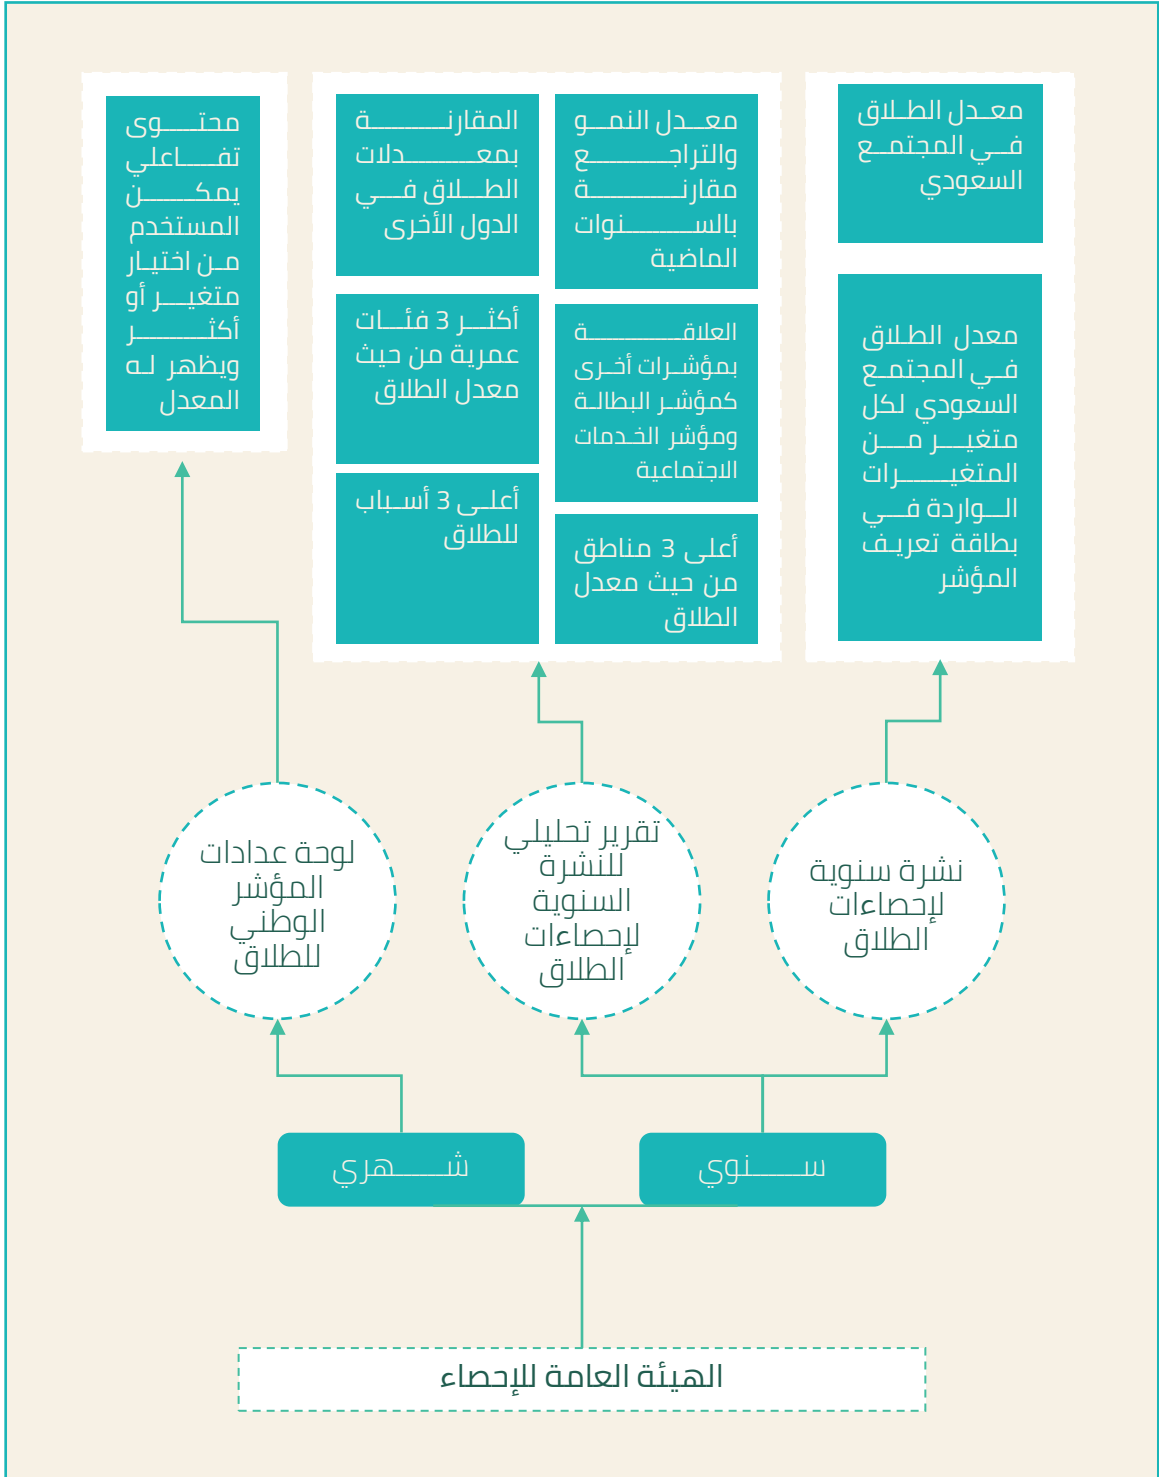 معدل الطلاق
في المجتمع
السعودي
معدل الطلاق
في المجتمع
السعودي لكل
متغير من
المتغيرات
الواردة في
بطاقة تعريف
المؤشر
معدل النمو
والتراجع
مقارنة
بالسنوات
الماضية
المقارنة
بمعدلات
الطلاق في
الدول الأخرى
العلاقة
بمؤشرات أخرى
كمؤشر البطالة
ومؤشر الخدمات
الاجتماعية
أكثر 3 فئات
عمرية من حيث
معدل الطلاق
أعلى 3 مناطق
من حيث معدل
الطلاق
أعلى 3 أسباب
للطلاق
محتوى
تفاعلي
يمكن
المستخدم
من اختيار
متغير أو
أكثر
ويظهر له
المعدل
نشرة سنوية
لإحصاءات
الطلاق
تقرير تحليلي
للنشرة
السنوية
لإحصاءات
الطلاق
لوحة عدادات
المؤشر
الوطني
للطلاق
سنوي
شهري
الهيئة العامة للإحصاء